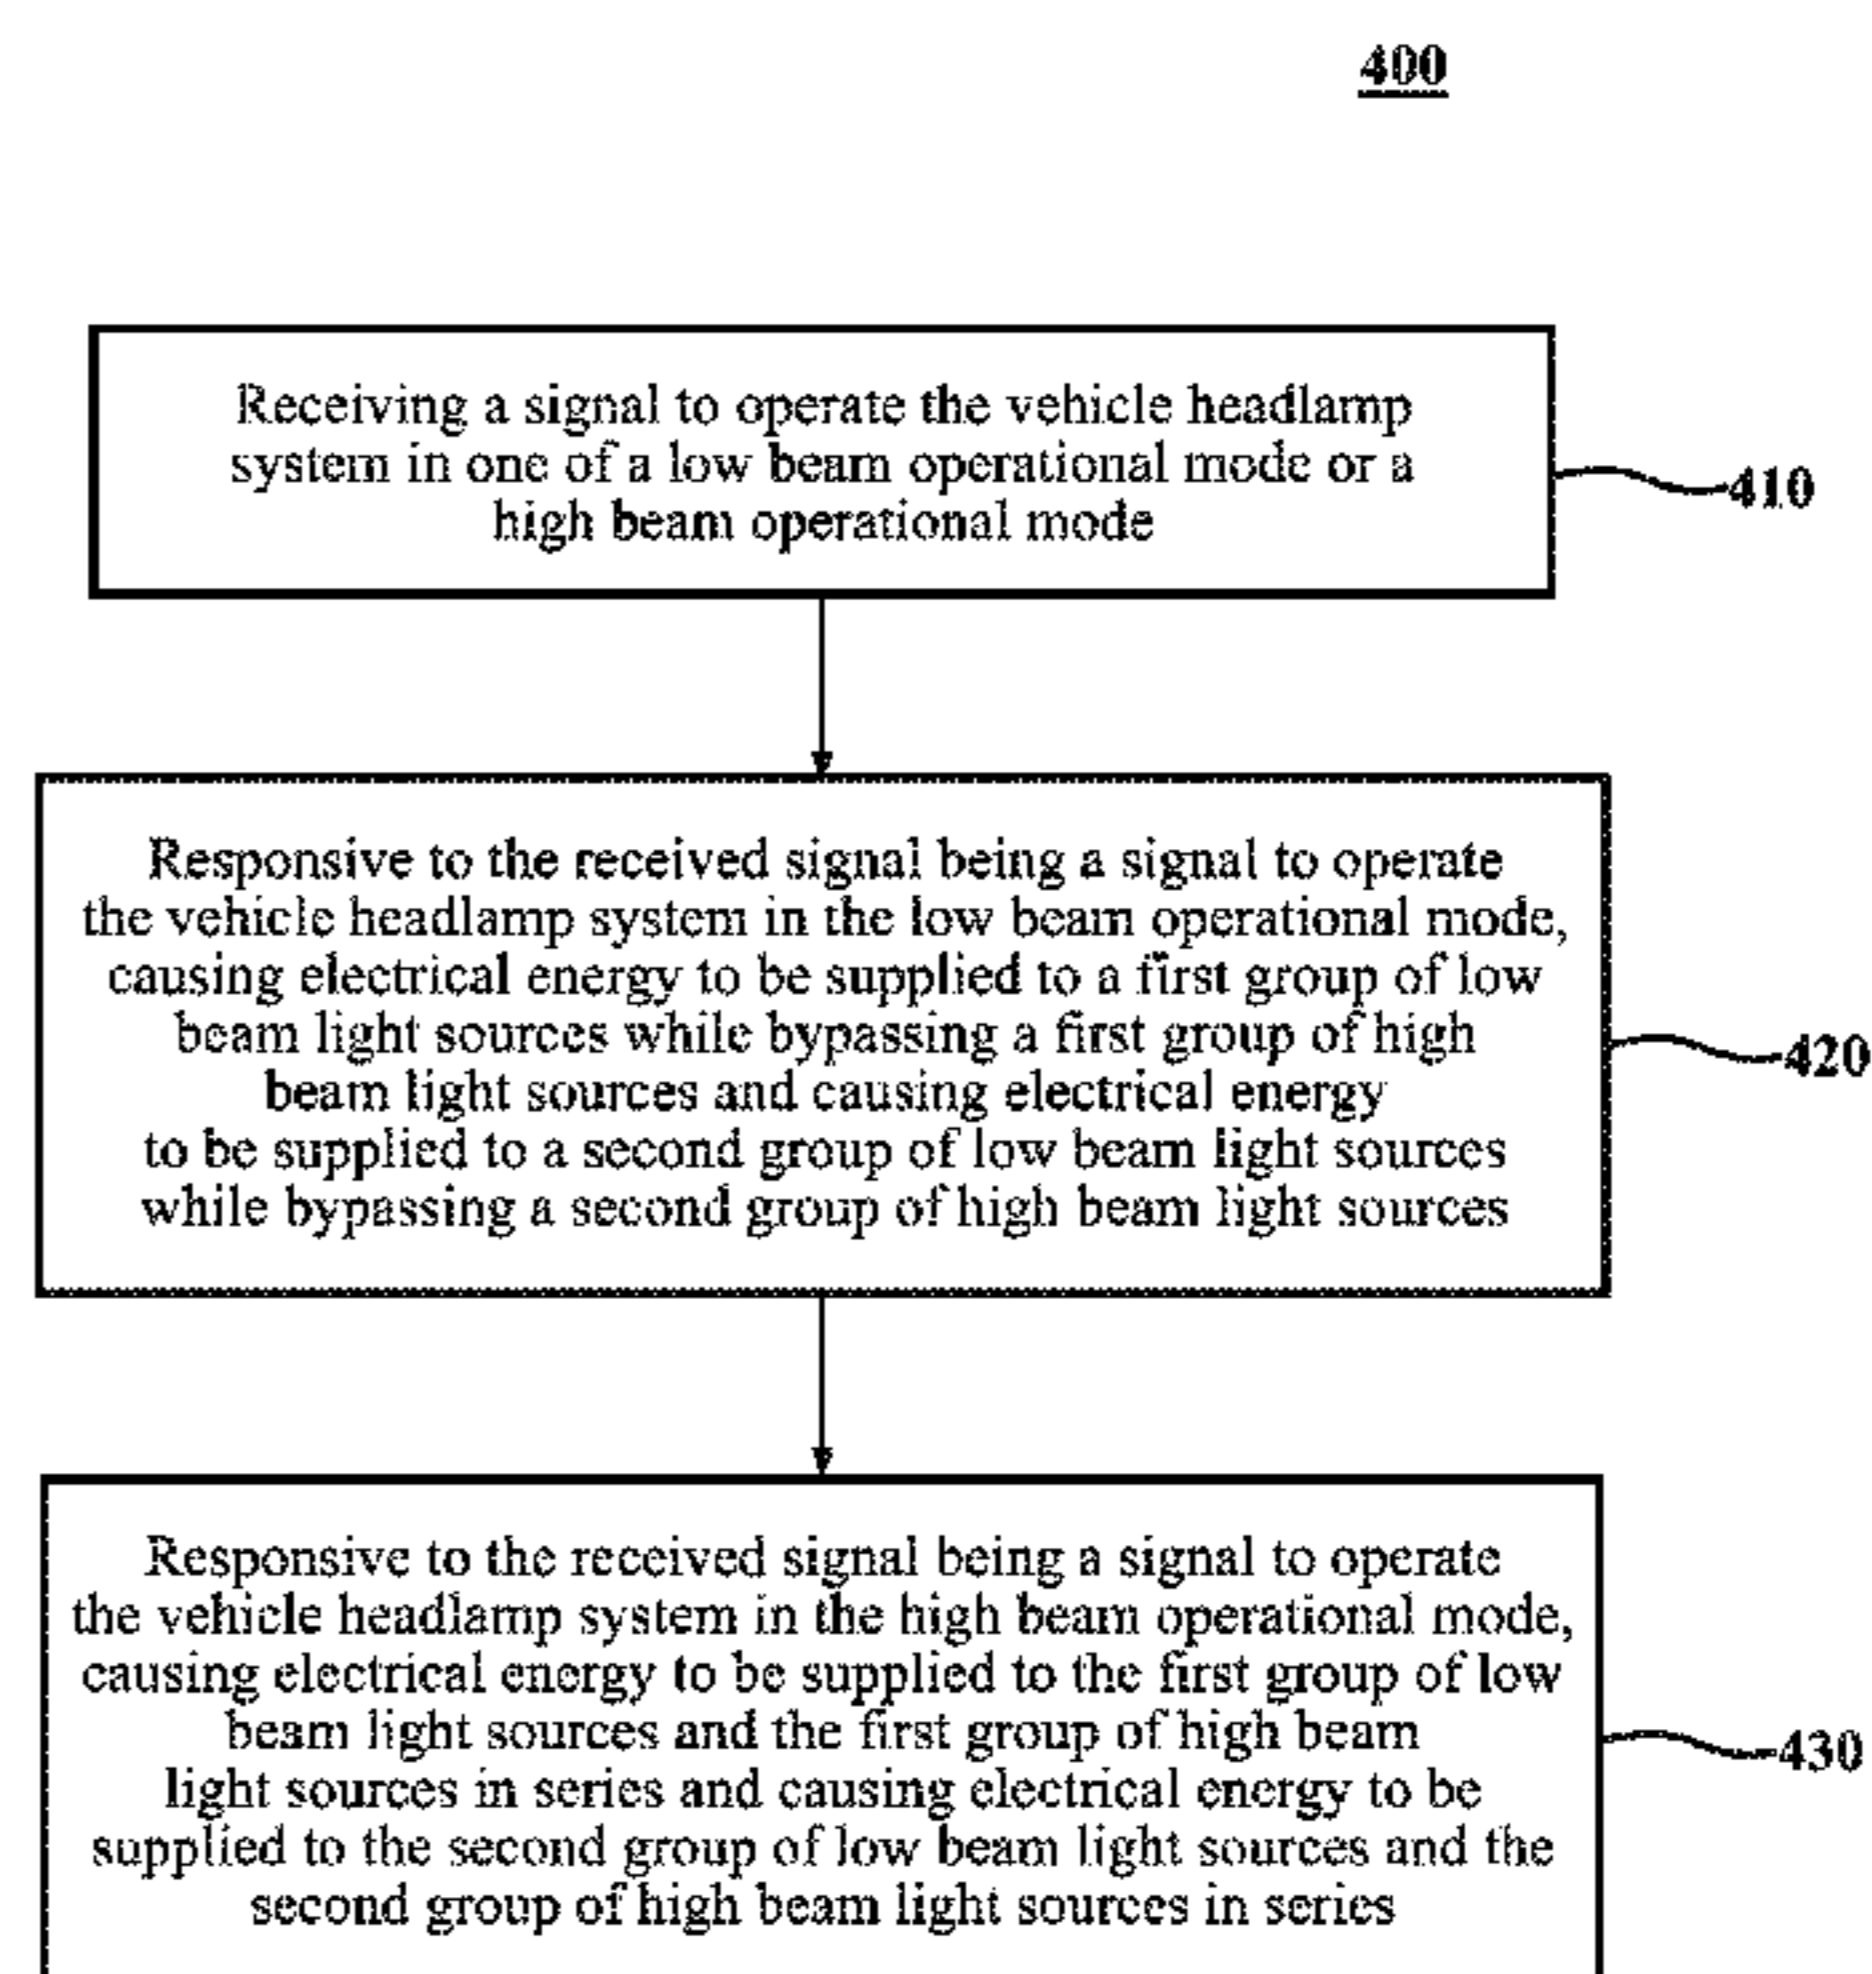 400
Receiving a signal to operate the vehicle headlamp
system in one of a low beam operational mode or a
high beam operational mode
410
Responsive to the received signal being a signal to operate
the vehicle headlamp system in the low beam operational mode,
causing electrical energy to be supplied to a first group of low
beam light sources while bypassing a first group of high
beam light sources and causing electrical energy
to be supplied to a second group of low beam light sources
while bypassing a second group of high beam light sources
420
Responsive to the received signal being a signal to operate
the vehicle headlamp system in the high beam operational mode,
causing electrical energy to be supplied to the first group of low
beam light sources and the first group of high beam
light sources in series and causing electrical energy to be
supplied to the second group of low beam light sources and the
second group of high beam light sources in series
430